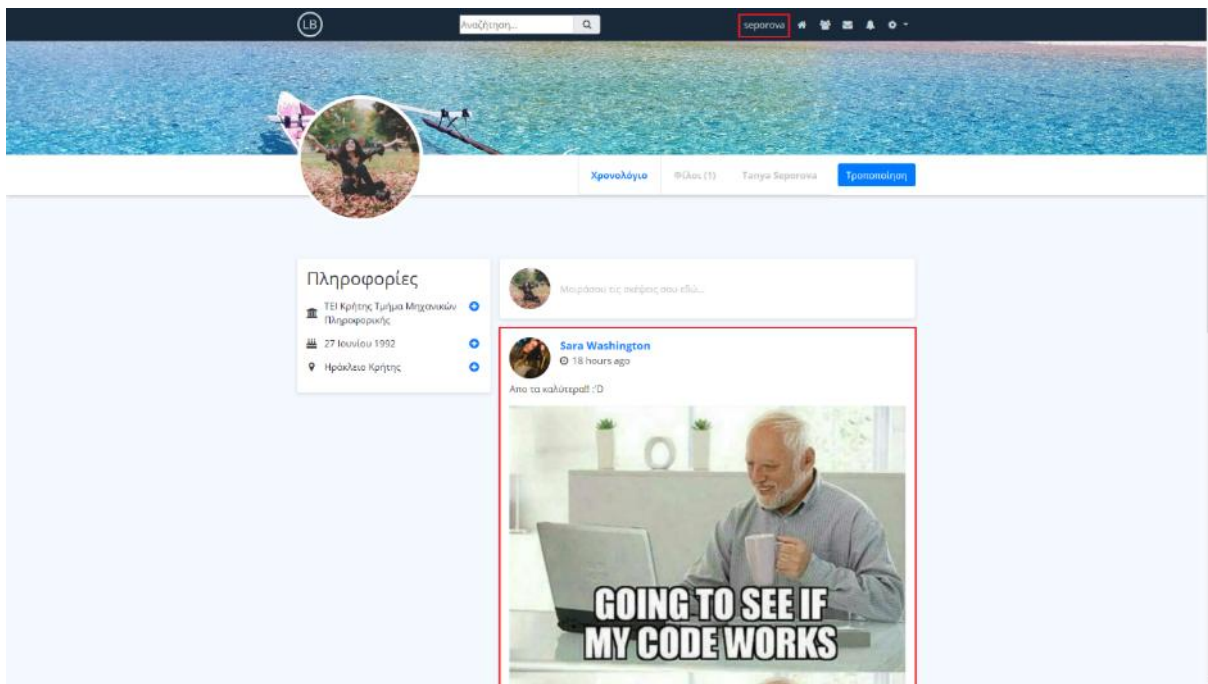 LB
Αναζήτηση...
seporova
Χρονολόγιο
Φίλοι (1)
Tanya Seporova
Τροποποίηση
Πληροφορίες
ΤΕΙ Κρήτης Τμήμα Μηχανικών
Πληροφορικής
27 Ιουνίου 1992
Ηράκλειο Κρήτης
Μοιράσου τις σκέψεις σου εδώ...
Sara Washington
18 hours ago
Απο τα καλύτερα!! :'D
GOING TO SEE IF
MY CODE WORKS